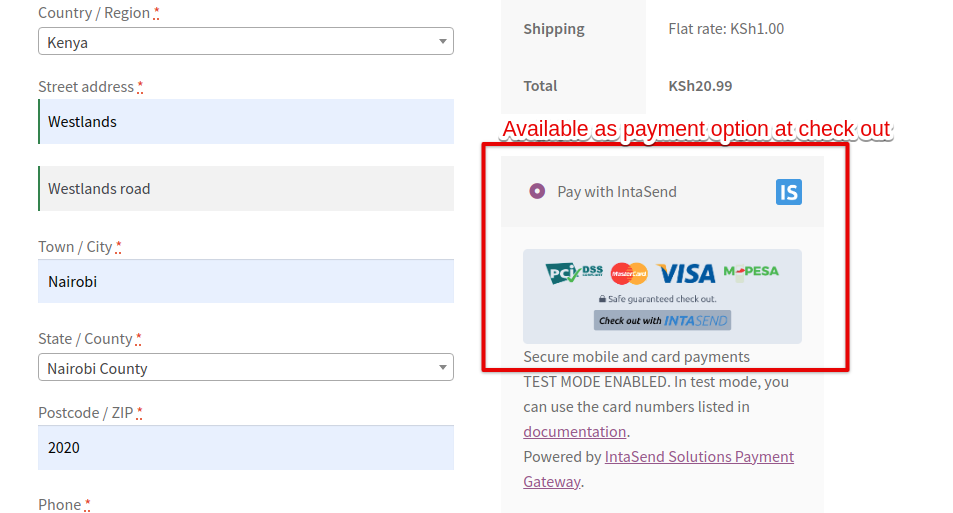 Country / Region *
Kenya
Street address *
Westlands
Westlands road
Town / City *
Nairobi
State / County *
Nairobi County
Postcode / ZIP *
2020
Phone *
Shipping Flat rate: KSh1.00
Total KSh20.99
Available as payment option at check out
Pay with IntaSend IS
PCI DSS COMPLIANT MasterCard VISA M-PESA
Safe guaranteed check out.
Check out with INTASEND
Secure mobile and card payments
TEST MODE ENABLED. In test mode, you
can use the card numbers listed in
documentation.
Powered by IntaSend Solutions Payment
Gateway.